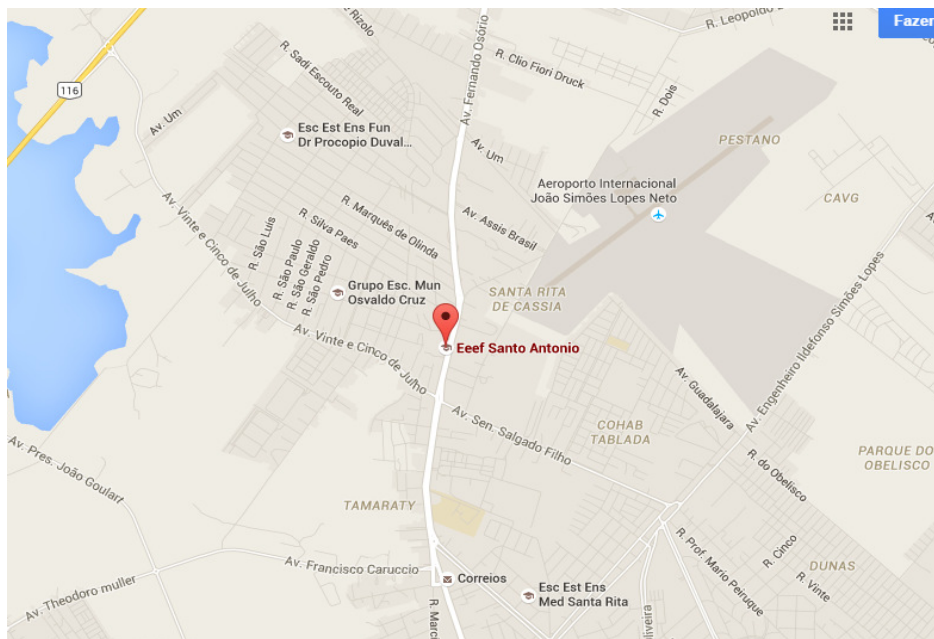 R. Leopoldo
Fazer
R. Clio Fiori Druck
R. Dois
Av. Fernando Osório
Rizolo
R. Sadi Escouto Real
116
Av. Um
Esc Est Ens Fun
Dr Procopio Duval...
Av. Um
PESTANO
Aeroporto Internacional
João Simões Lopes Neto
CAVG
Av. Vinte e Cinco de Julho
R. Marquês de Olinda
R. Silva Paes
Av. Assis Brasil
R. São Luís
R. São Paulo
R. São Geraldo
R. São Pedro
Grupo Esc. Mun
Osvaldo Cruz
SANTA RITA
DE CASSIA
Av. Engenheiro Ildefonso Simões Lopes
Eeef Santo Antonio
Av. Vinte e Cinco de Julho
Av. Guadalajara
Av. Sen. Salgado Filho
COHAB
TABLADA
PARQUE DO
OBELISCO
Av. Pres. João Goulart
R. do Obelisco
TAMARATY
R. Prof. Mario Peiruque
R. Cinco
DUNAS
R. Vinte
Av. Francisco Caruccio
Correios
Av. Theodoro muller
Esc Est Ens
Med Santa Rita
R. Marci
liveira